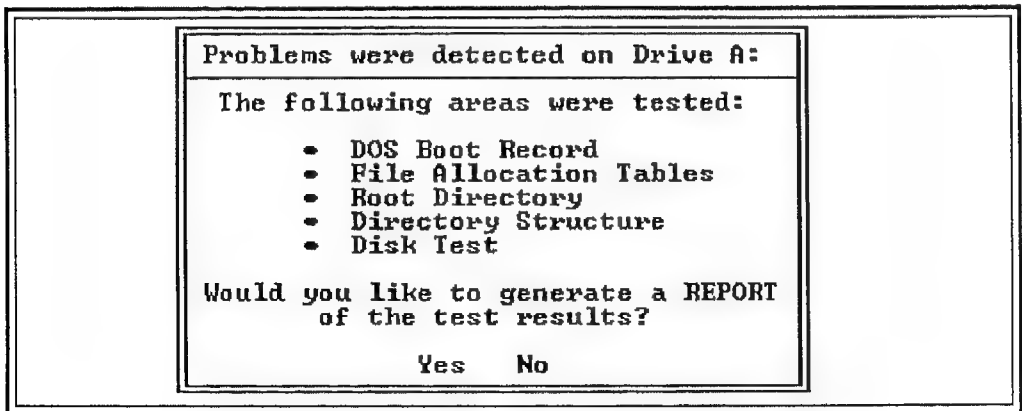 Problems were detected on Drive A:
The following areas were tested:
• DOS Boot Record
• File Allocation Tables
• Root Directory
• Directory Structure
• Disk Test
Would you like to generate a REPORT
of the test results?
Yes No